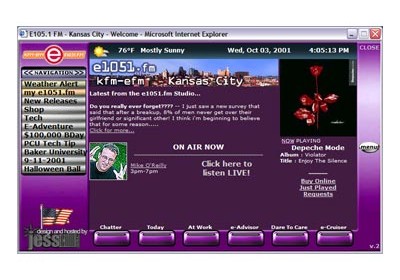 E105.1 FM - Kansas City - Welcome - Microsoft Internet Explorer
76°F Mostly Sunny Wed, Oct 03, 2001 4:05:13 PM CLOSE
<< NAVIGATION >>
Weather Alert
my e1051.fm
New Releases
Shop
Tech
E-Adventure
$100,000 BDay
PCU Tech Tip
Baker University
9-11-2001
Halloween Ball
design and hosted by
jess
e1051.fm
kfm-efm - Kansas City
Latest from the e1051.fm Studio...
Do you really ever forget???? -- I just saw a new survey that
said that after a breakup, 8% of men never get over their
girlfriend or significant other! I think i'm beginning to believe
that for some reason.....
Click for more...
ON AIR NOW
Mike O'Reilly
3pm-7pm
Click here to
listen LIVE!
NOW PLAYING
Depeche Mode
Album : Violator
Title : Enjoy The Silence
Buy Online
Just Played
Requests
menu
Chatter Today At Work e-Advisor Dare To Care e-Cruiser
v.2